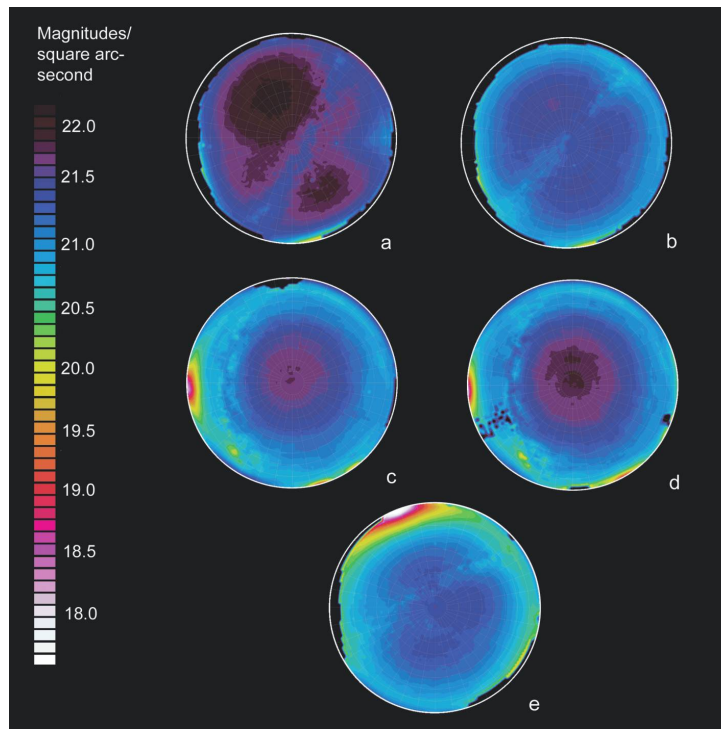 Magnitudes/
square arc-
second
22.0
21.5
21.0
20.5
20.0
19.5
19.0
18.5
18.0
a
b
c
d
e